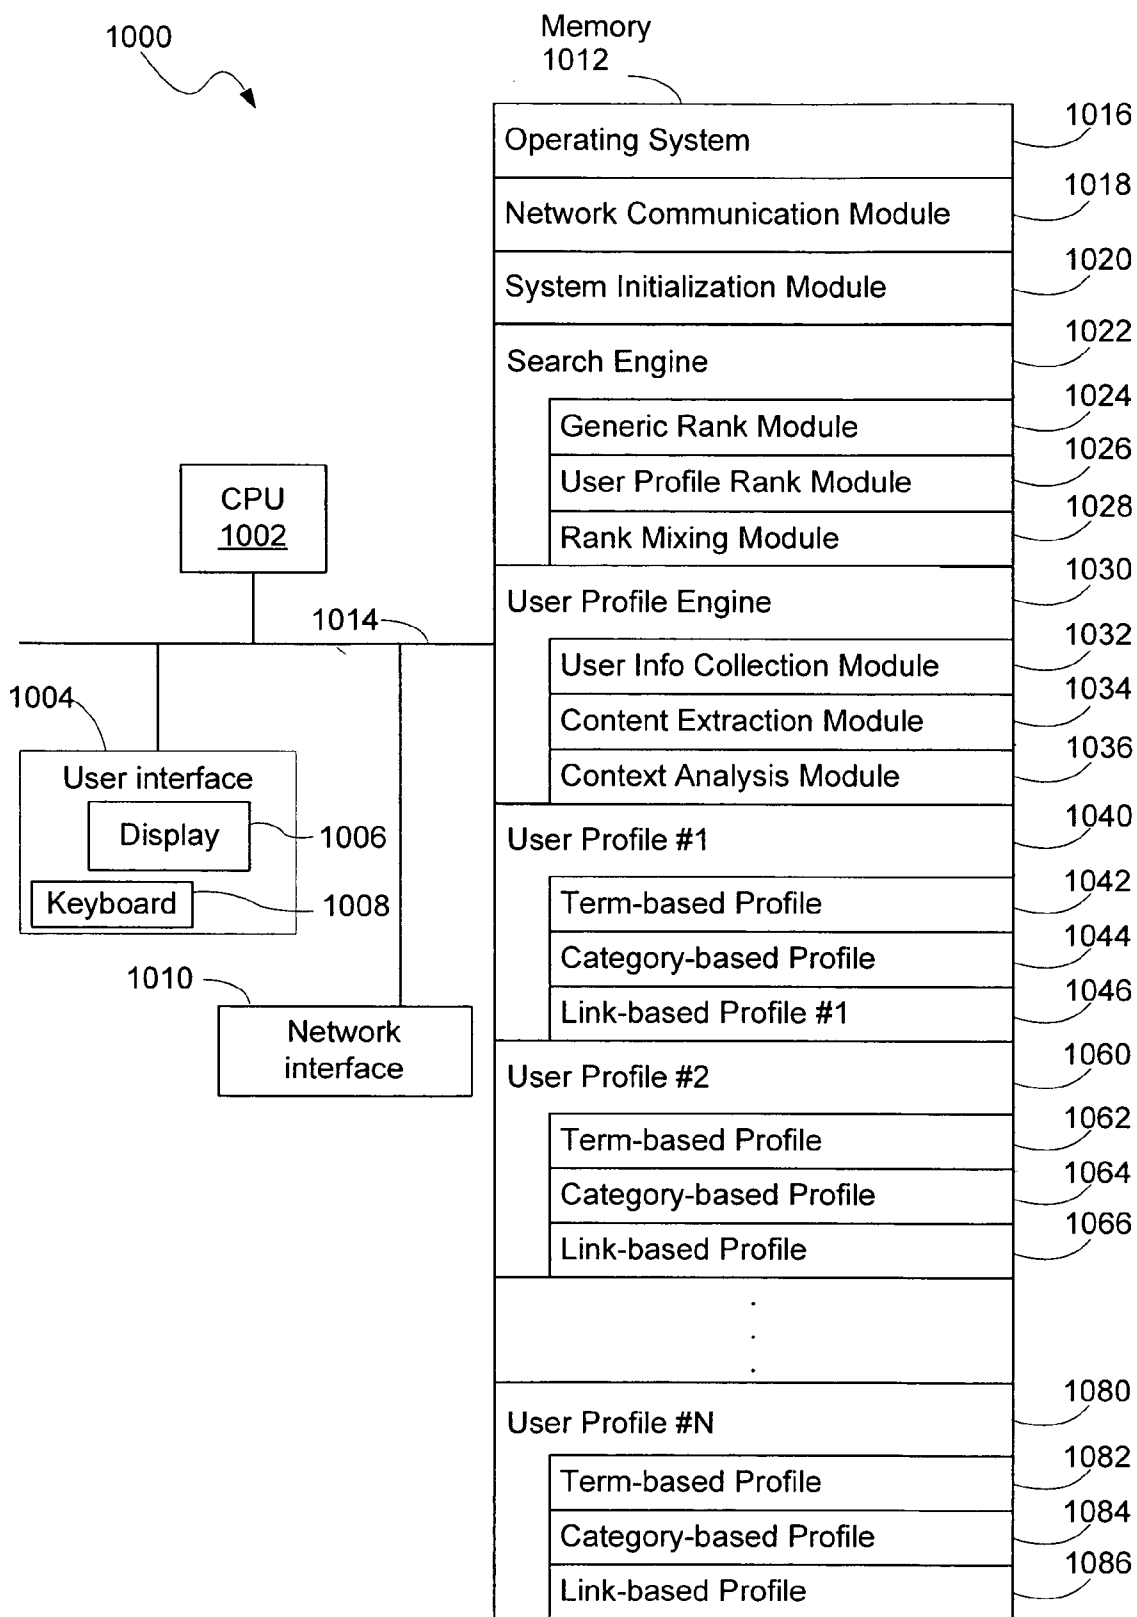 1000
Memory
1012
Operating System
1016
Network Communication Module
1018
System Initialization Module
1020
Search Engine
1022
Generic Rank Module
1024
User Profile Rank Module
1026
Rank Mixing Module
1028
CPU
1002
User Profile Engine
1030
1014
User Info Collection Module
1032
Content Extraction Module
1034
Context Analysis Module
1036
1004
User interface
Display
1006
Keyboard
1008
1010
Network
interface
User Profile #1
1040
Term-based Profile
1042
Category-based Profile
1044
Link-based Profile #1
1046
User Profile #2
1060
Term-based Profile
1062
Category-based Profile
1064
Link-based Profile
1066
.
.
.
User Profile #N
1080
Term-based Profile
1082
Category-based Profile
1084
Link-based Profile
1086